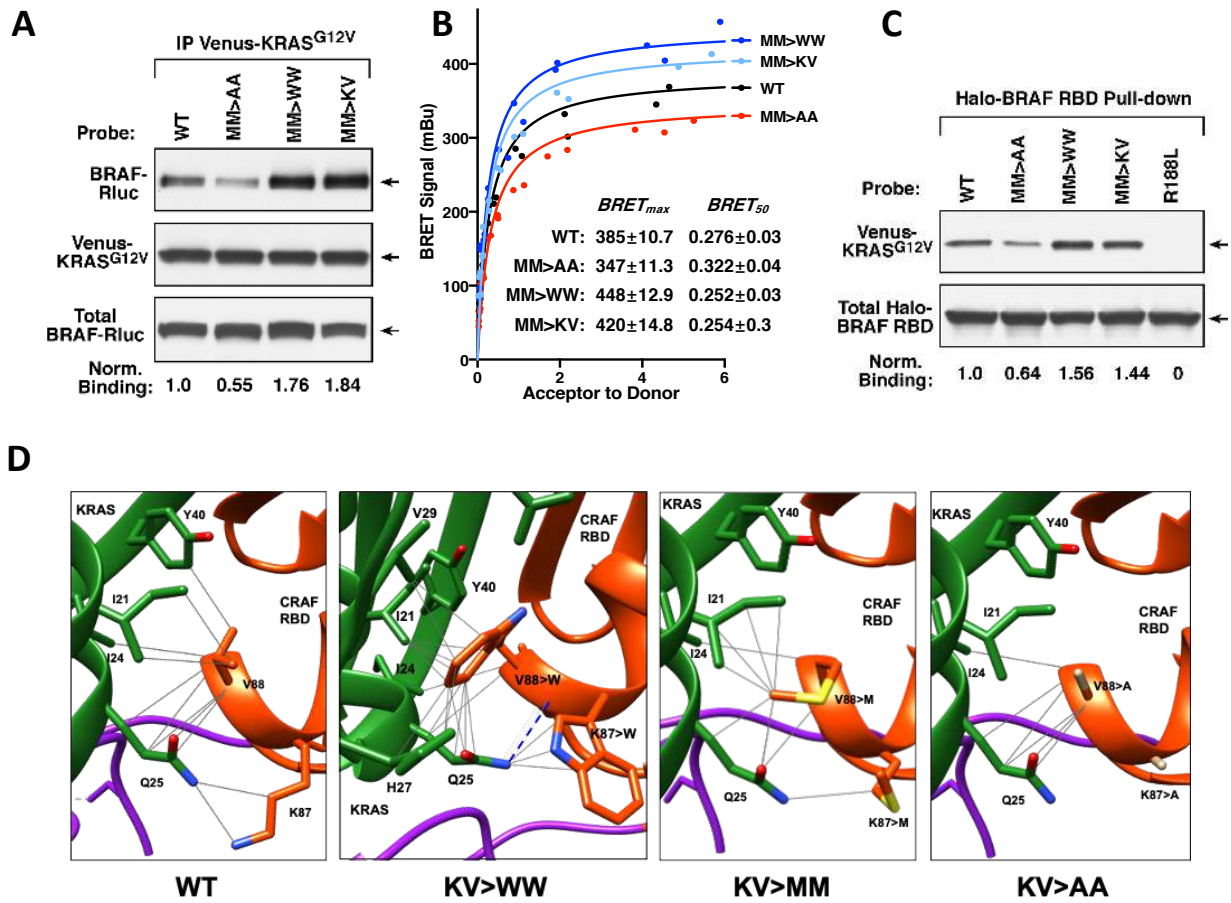 A
IP Venus-KRASG12V
Probe:
WT
MM>AA
MM>WW
MM>KV
BRAF-
Rluc
Venus-
KRASG12V
Total
BRAF-Rluc
Norm.
Binding:
1.0 0.55 1.76 1.84
B
BRET Signal (mBu)
400
300
200
100
0
0 2 4 6
Acceptor to Donor
MM>WW
MM>KV
WT
MM>AA
BRETmax BRET50
WT: 385±10.7 0.276±0.03
MM>AA: 347±11.3 0.322±0.04
MM>WW: 448±12.9 0.252±0.03
MM>KV: 420±14.8 0.254±0.3
C
Halo-BRAF RBD Pull-down
Probe:
WT
MM>AA
MM>WW
MM>KV
R188L
Venus-
KRASG12V
Total Halo-
BRAF RBD
Norm.
Binding:
1.0 0.64 1.56 1.44 0
D
KRAS
Y40
I21
CRAF
RBD
I24
V88
Q25
K87
WT
V29
CRAF
RBD
Y40
I21
I24
V88>W
K87>W
H27
Q25
KRAS
KV>WW
KRAS
Y40
I21
CRAF
RBD
I24
V88>M
Q25
K87>M
KV>MM
KRAS
Y40
I21
CRAF
RBD
I24
V88>A
Q25
K87>A
KV>AA